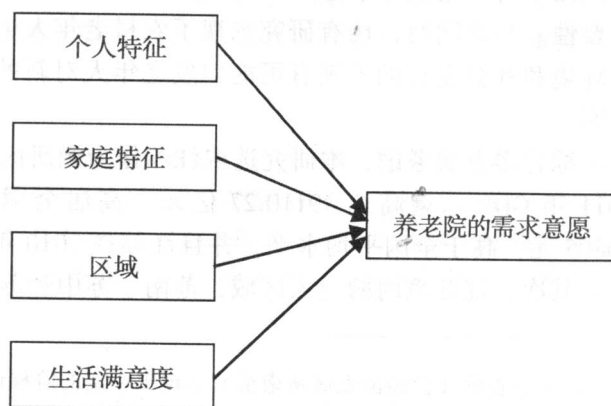 个人特征
家庭特征
养老院的需求意愿
区域
生活满意度